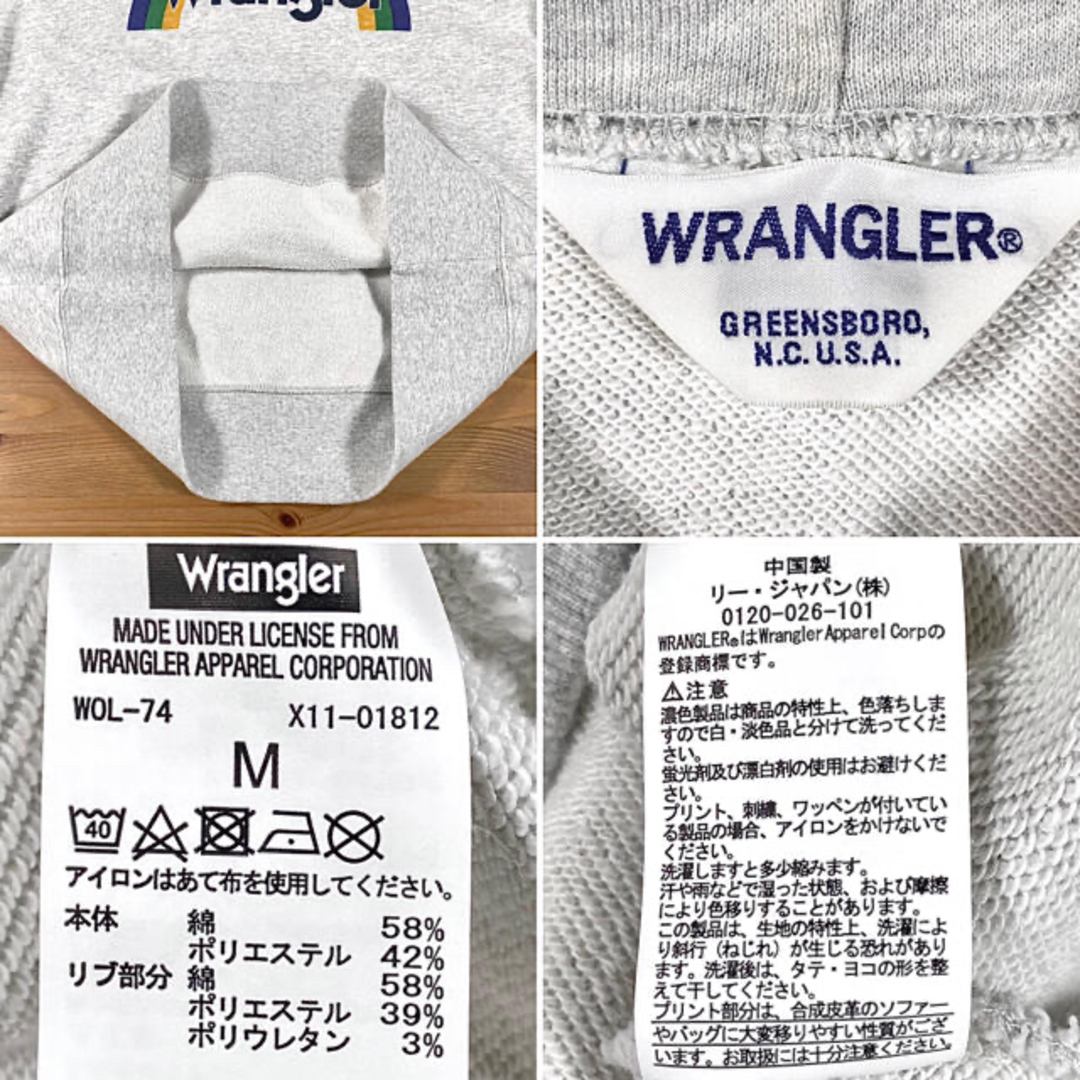 Wrangler
WRANGLER®
GREENSBORO,
N.C. U.S.A.
Wrangler
MADE UNDER LICENSE FROM
WRANGLER APPAREL CORPORATION
WOL-74 X11-01812
M
40
アイロンはあて布を使用してください。
本体 綿 58%
ポリエステル 42%
リブ部分 綿 58%
ポリエステル 39%
ポリウレタン 3%
中国製
リー・ジャパン(株)
0120-026-101
WRANGLER®はWrangler Apparel Corpの
登録商標です。
⚠注意
濃色製品は商品の特性上、色落ちしま
すので白・淡色品と分けて洗ってくだ
さい。
蛍光剤及び漂白剤の使用はお避けくだ
さい。
プリント、刺繍、ワッペンが付いてい
る製品の場合、アイロンをかけないで
ください。
洗濯しますと多少縮みます。
汗や雨などで湿った状態、および摩擦
により色移りすることがあります。
この製品は、生地の特性上、洗濯によ
り斜行(ねじれ)が生じる恐れがあり
ます。洗濯後は、タテ・ヨコの形を整
えて干してください。
プリント部分は、合成皮革のソファー
やバッグに大変移りやすい性質がござ
います。お取扱には十分注意ください。